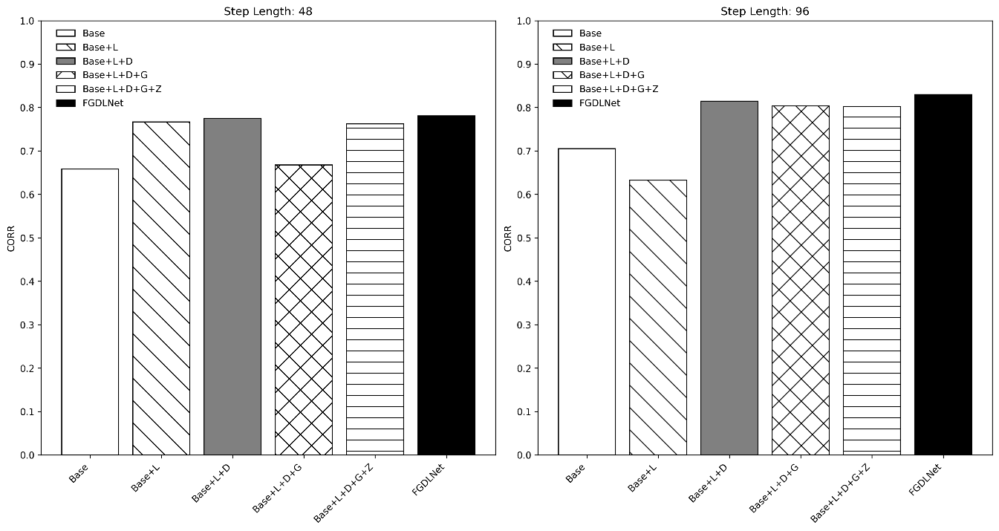 Step Length: 48
1.0
0.9
0.8
0.7
0.6
0.5
0.4
0.3
0.2
0.1
0.0
CORR
Base
Base+L
Base+L+D
Base+L+D+G
Base+L+D+G+Z
FGDLNet
Base
Base+L
Base+L+D
Base+L+D+G
Base+L+D+G+Z
FGDLNet
Step Length: 96
1.0
0.9
0.8
0.7
0.6
0.5
0.4
0.3
0.2
0.1
0.0
CORR
Base
Base+L
Base+L+D
Base+L+D+G
Base+L+D+G+Z
FGDLNet
Base
Base+L
Base+L+D
Base+L+D+G
Base+L+D+G+Z
FGDLNet